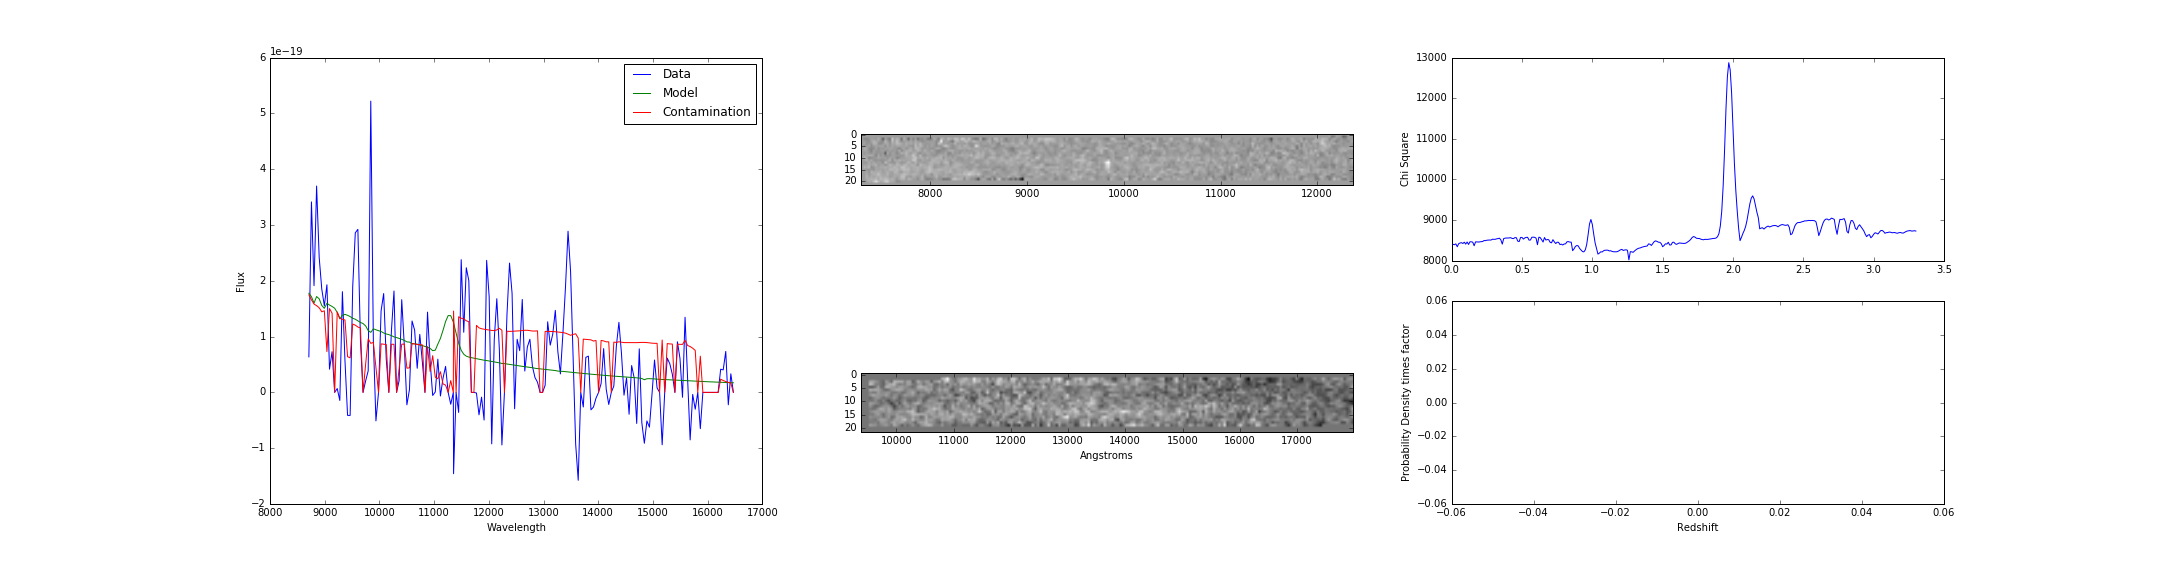 1e−19
6
5
4
3
2
1
0
−1
−2
8000 9000 10000 11000 12000 13000 14000 15000 16000 17000
Wavelength
Flux
Data
Model
Contamination
0
5
10
15
20
8000 9000 10000 11000 12000
0
5
10
15
20
10000 11000 12000 13000 14000 15000 16000 17000
Angstroms
13000
12000
11000
10000
9000
8000
0.0 0.5 1.0 1.5 2.0 2.5 3.0 3.5
Chi Square
0.06
0.04
0.02
0.00
−0.02
−0.04
−0.06
−0.06 −0.04 −0.02 0.00 0.02 0.04 0.06
Redshift
Probability Density times factor